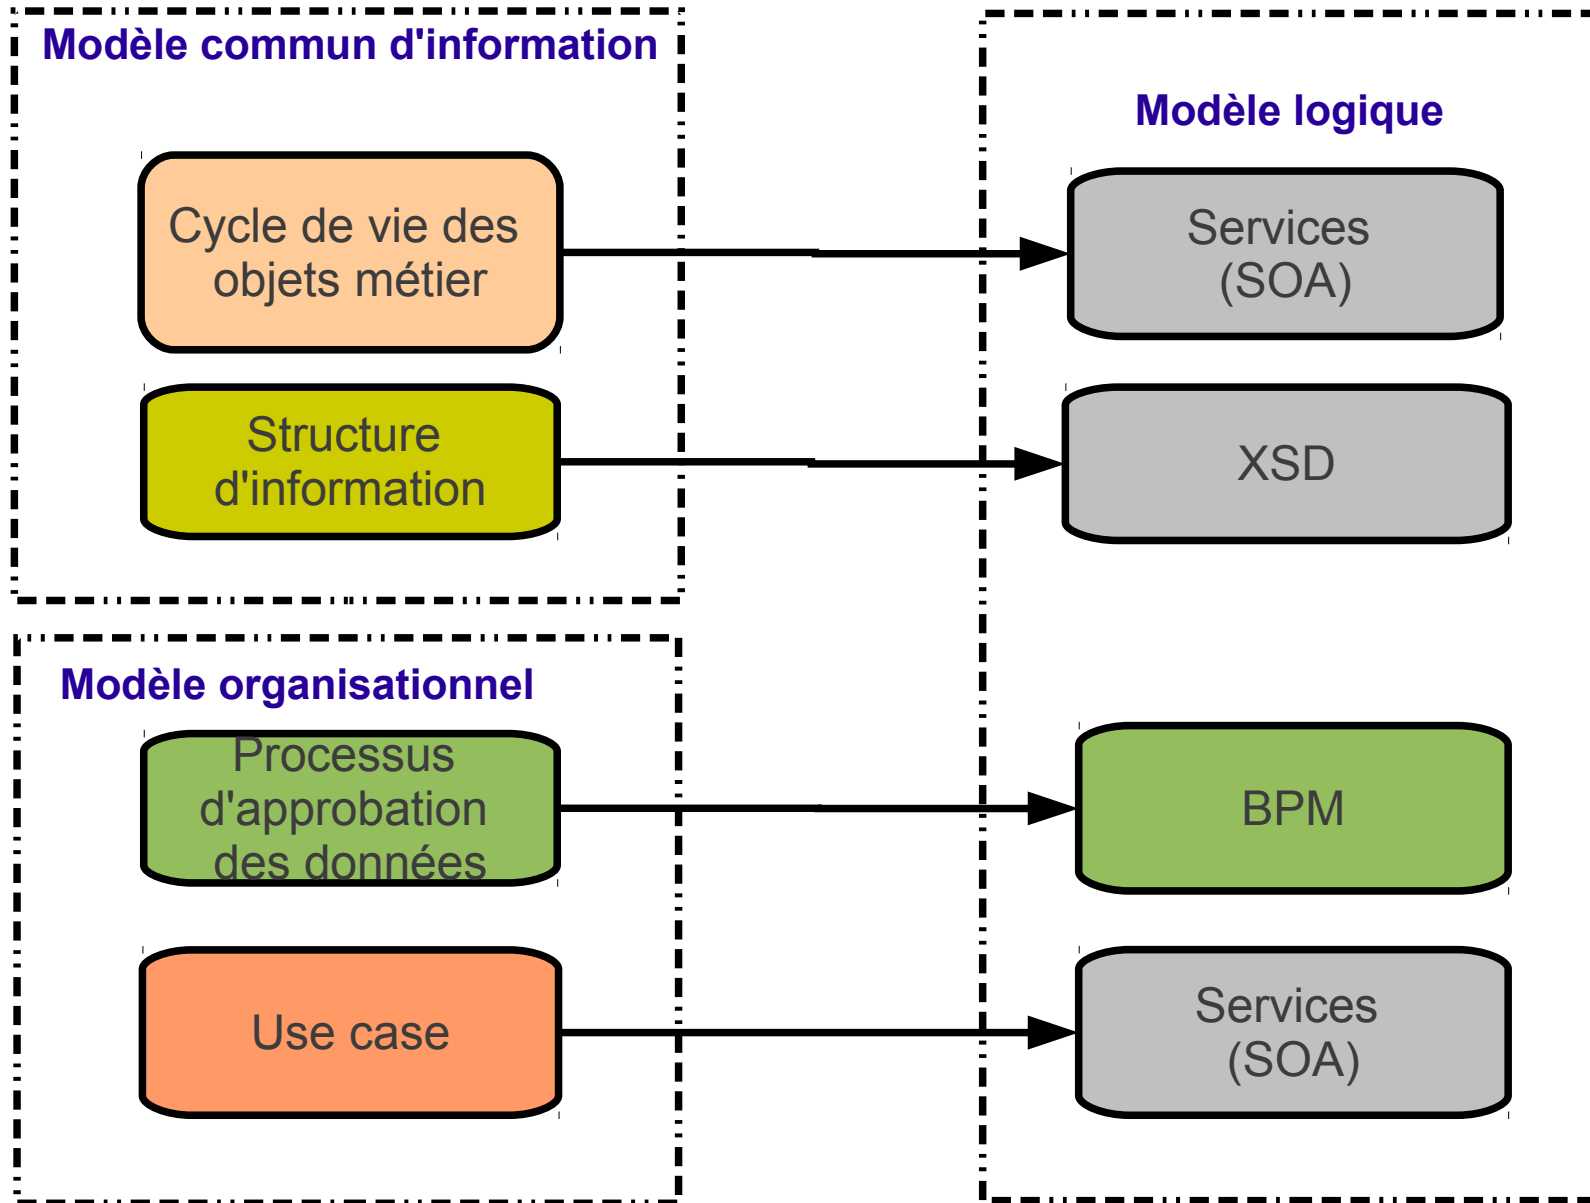 Modèle commun d'information
Cycle de vie des
objets métier
Structure
d'information
Modèle organisationnel
Processus
d'approbation
des données
Use case
Modèle logique
Services
(SOA)
XSD
BPM
Services
(SOA)